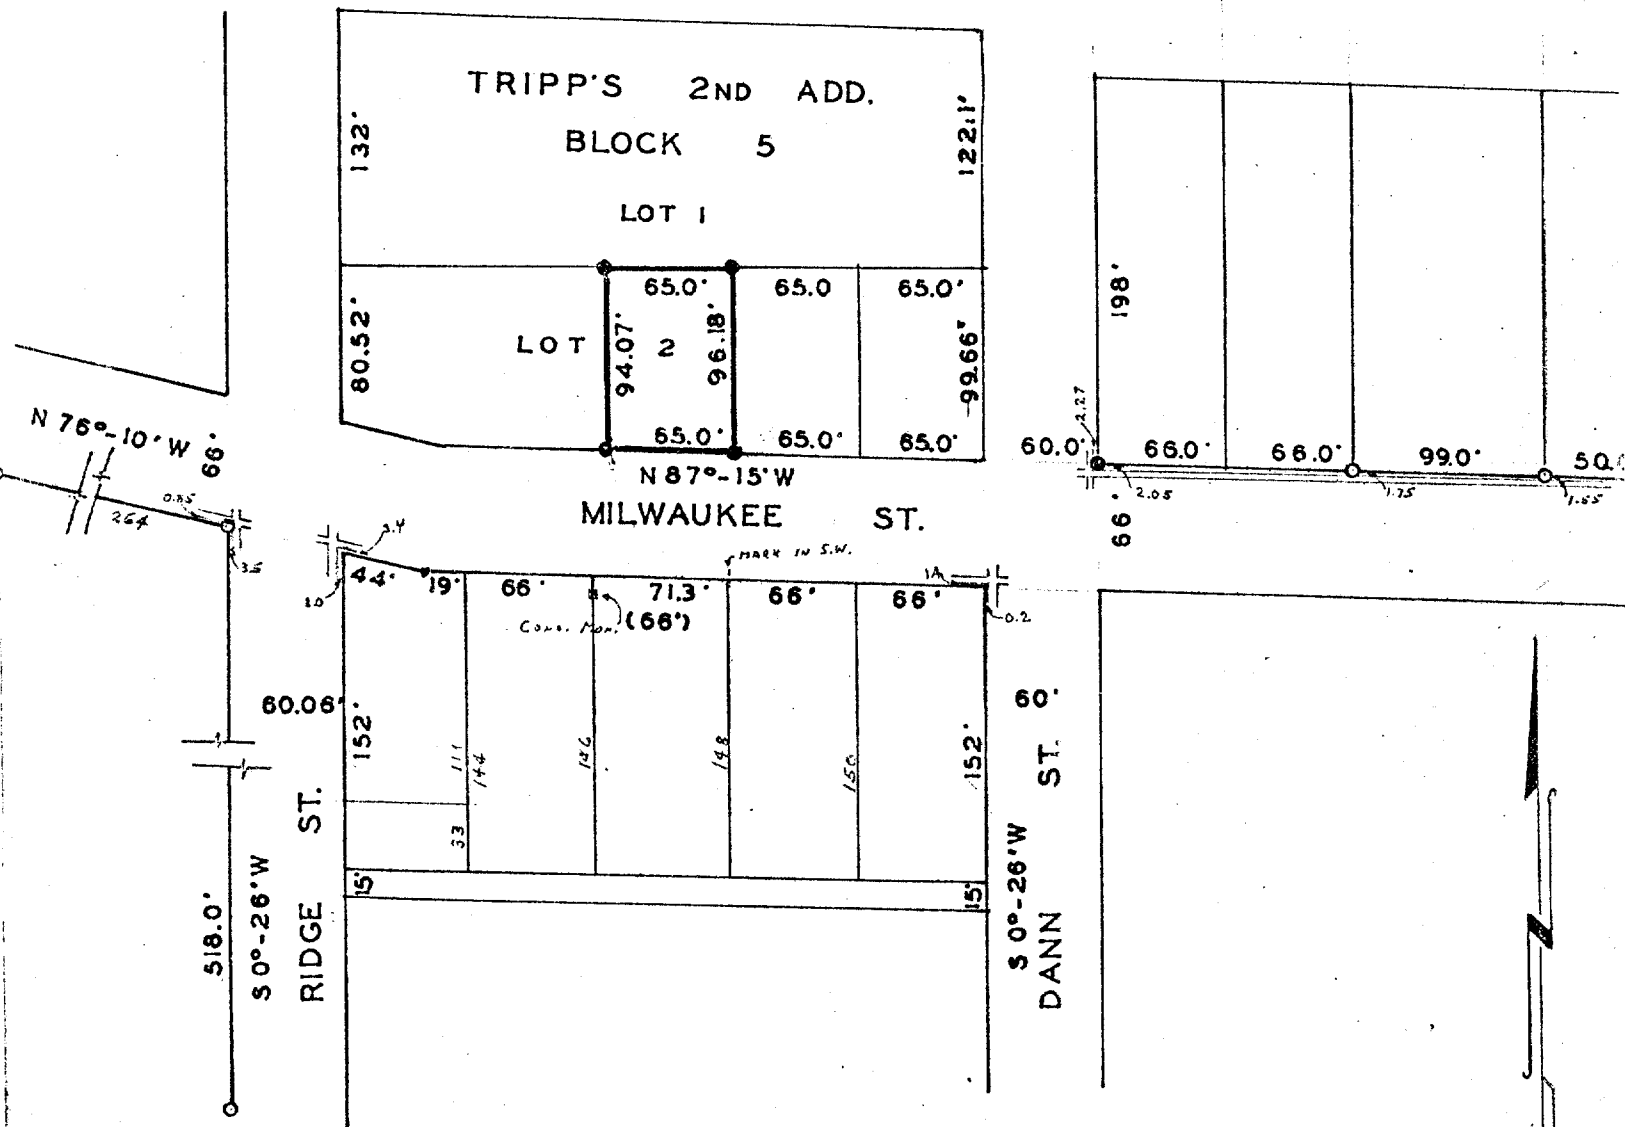 TRIPP'S 2ND ADD.
BLOCK 5
132'
122.1'
LOT 1
65.0' 65.0 65.0'
80.52'
LOT 2
94.07'
96.18'
99.66'
65.0' 65.0' 65.0'
N 87°-15' W
MILWAUKEE ST.
198'
2.27
60.0' 66.0' 66.0' 99.0' 50.
2.05 1.75 1.55
66'
N 76°-10' W
66'
0.85
264
3.5
3.4
2.0
44' 19' 66' 71.3' 66' 66'
(66')
MARK IN S.W.
CONC. MON.
0.2
60.06'
152'
111
144
146
148
150
152'
33
15'
15'
60'
518.0'
S 0°-26' W
RIDGE ST.
S 0°-26' W
DANN ST.